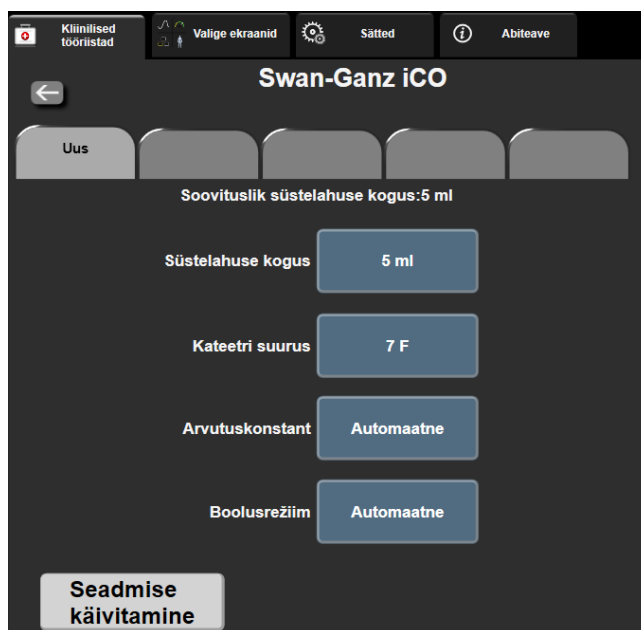 Kliinilised
tööriistad
Valige ekraanid
Sätted
Abiteave
Swan-Ganz iCO
Uus
Soovituslik süstelahuse kogus:5 ml
Süstelahuse kogus 5 ml
Kateetri suurus 7 F
Arvutuskonstant Automaatne
Boolusrežiim Automaatne
Seadmise
käivitamine